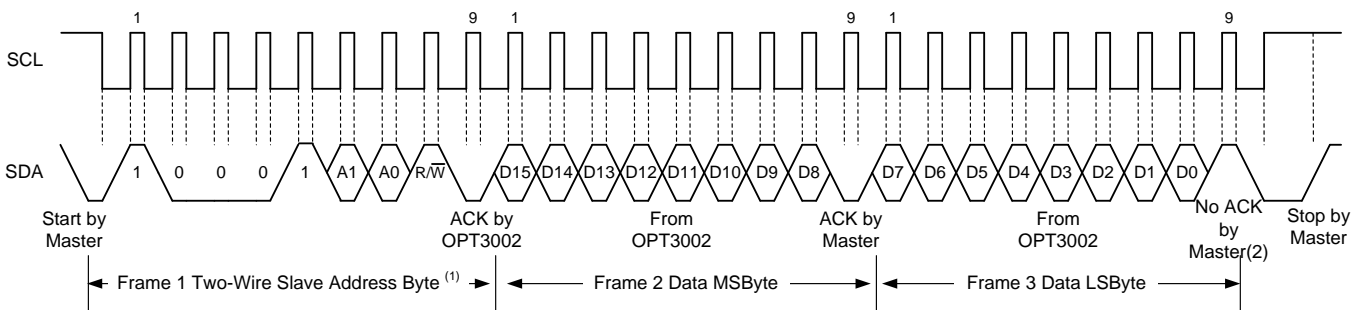 1 9 1 9 1 9
SCL
SDA
1 0 0 0 1 A1 A0 R/W̅ D15 D14 D13 D12 D11 D10 D9 D8 D7 D6 D5 D4 D3 D2 D1 D0
Start by
Master
ACK by
OPT3002
From
OPT3002
ACK by
Master
From
OPT3002
No ACK
by
Master(2)
Stop by
Master
Frame 1 Two-Wire Slave Address Byte (1)
Frame 2 Data MSByte
Frame 3 Data LSByte